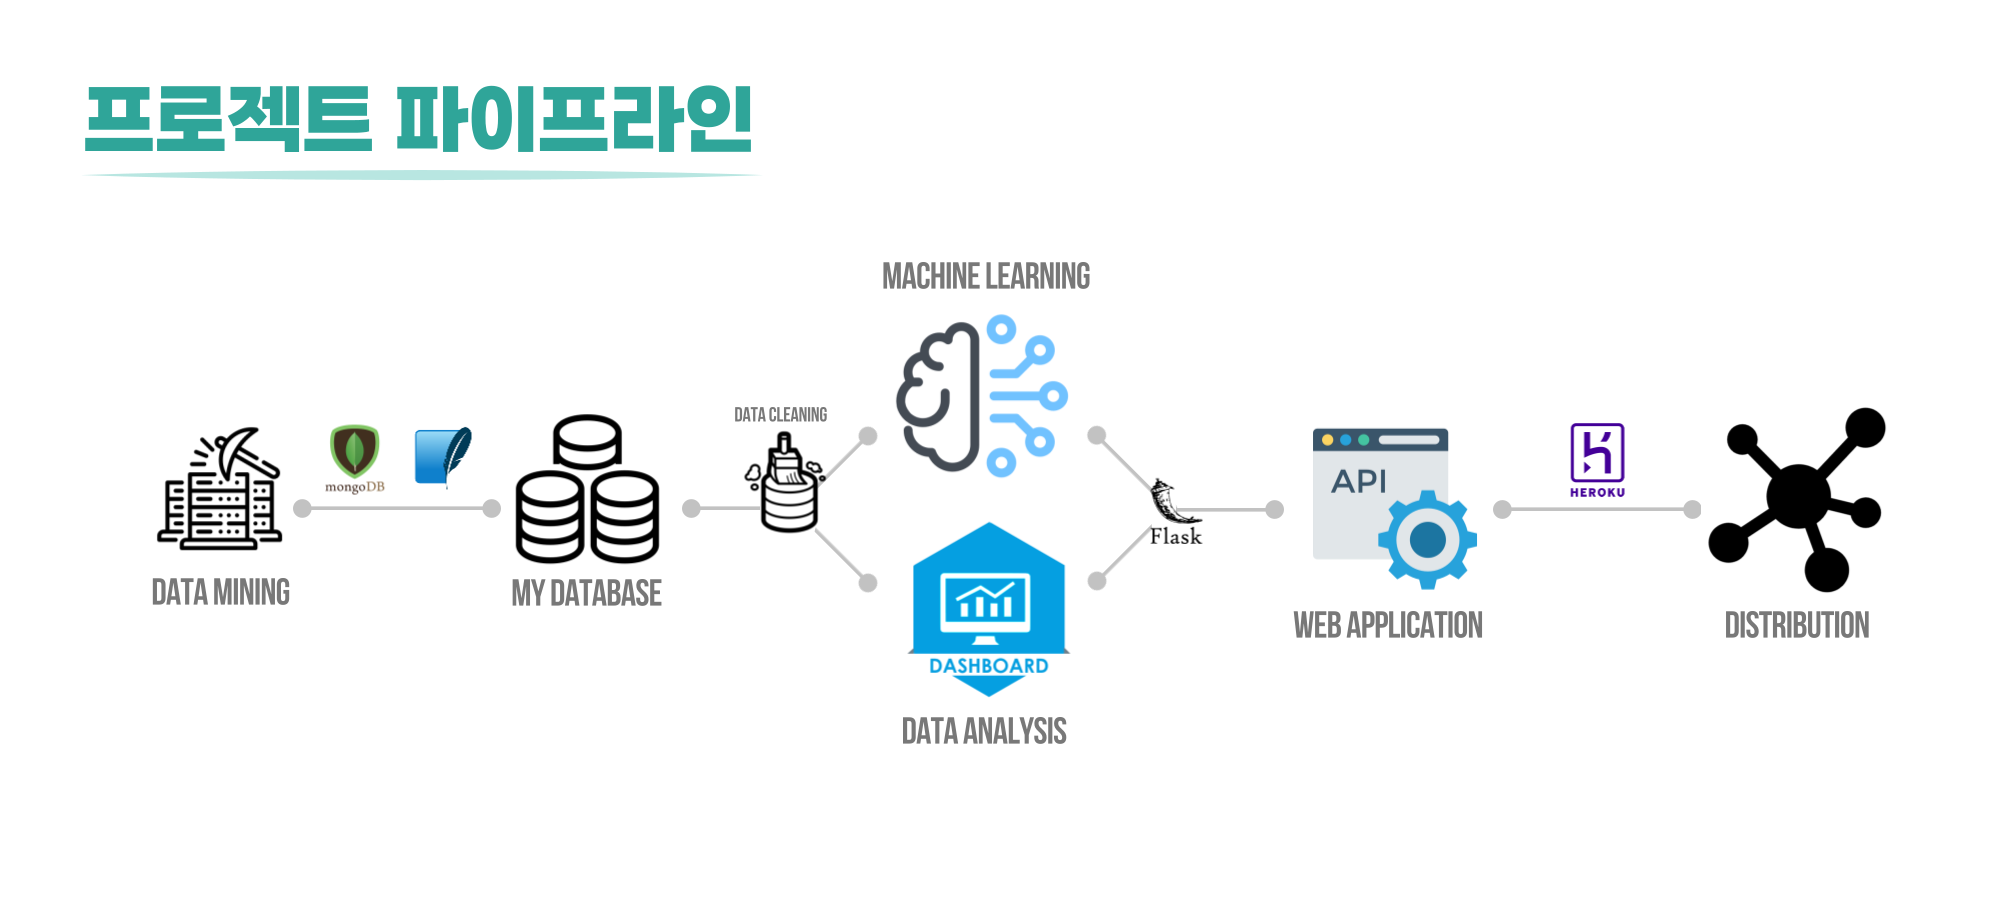 프로젝트 파이프라인
MACHINE LEARNING
DATA CLEANING
mongoDB
API
HEROKU
Flask
DATA MINING
MY DATABASE
WEB APPLICATION
DISTRIBUTION
DASHBOARD
DATA ANALYSIS